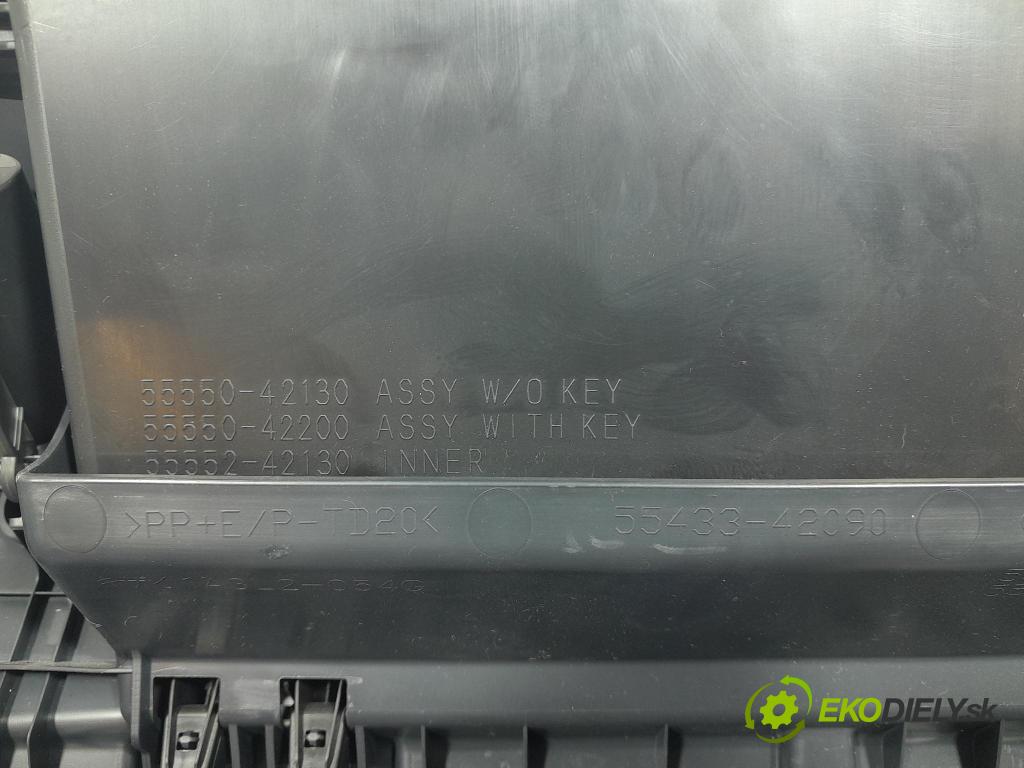 55550-42130 ASSY W/O KEY
55550-42200 ASSY WITH KEY
55552-42130 INNER
>PP+E/P-TD20< 55433-42090
EKODIELY.sk